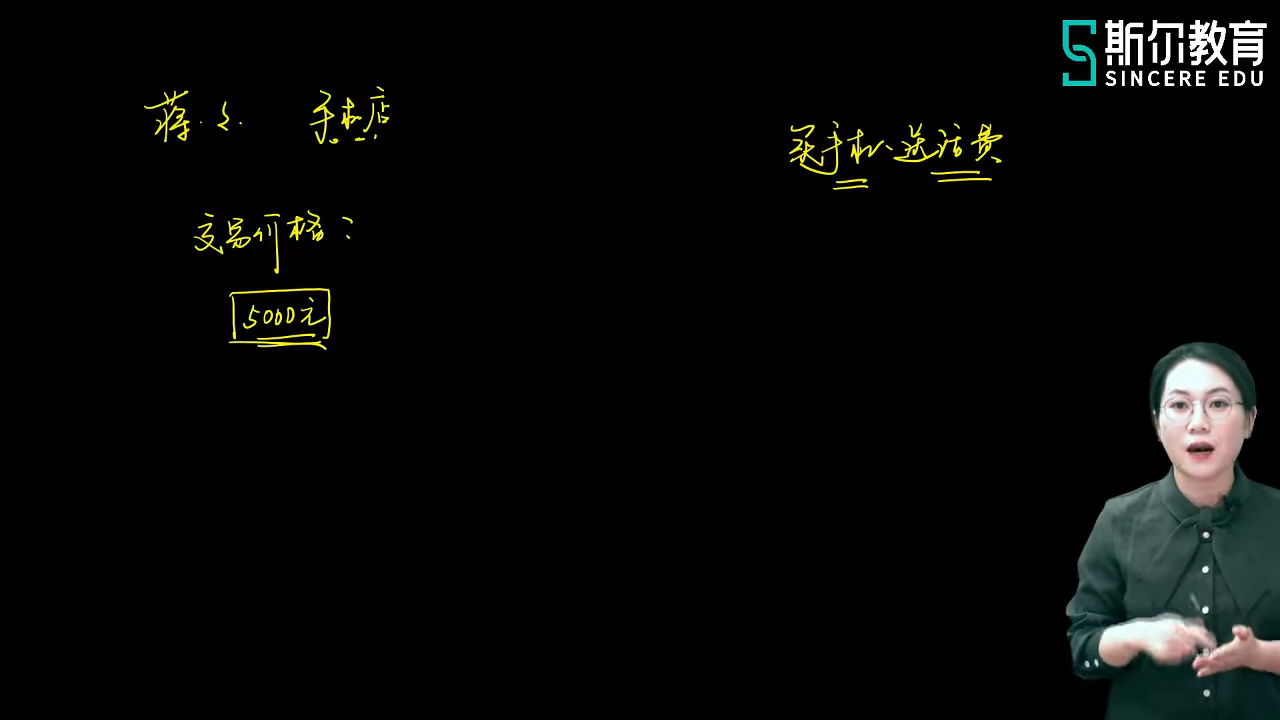 斯尔教育
SINCERE EDU
蒋 手机店
买手机、送话费
交易价格：
5000元